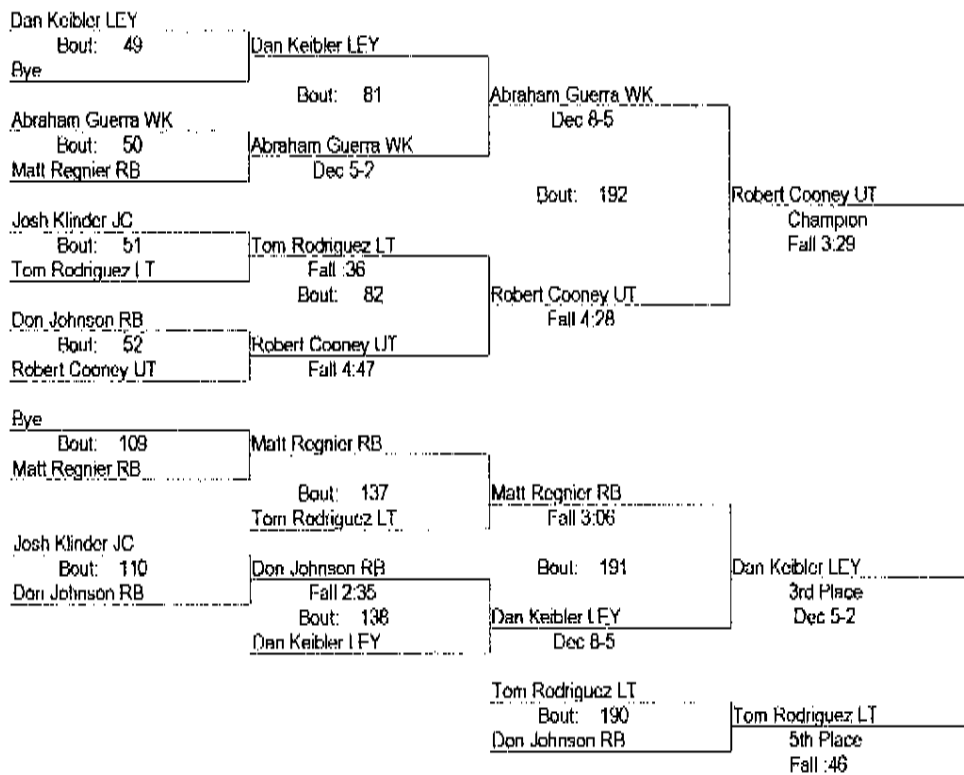 Dan Keibler LEY
Bout: 49
Bye
Dan Keibler LEY
Bout: 81
Abraham Guerra WK
Bout: 50
Matt Regnier RB
Abraham Guerra WK
Dec 5-2
Abraham Guerra WK
Dec 8-5
Bout: 192
Josh Klinder JC
Bout: 51
Tom Rodriguez LT
Tom Rodriguez LT
Fall :36
Bout: 82
Don Johnson RB
Bout: 52
Robert Cooney UT
Robert Cooney UT
Fall 4:47
Robert Cooney UT
Fall 4:28
Robert Cooney UT
Champion
Fall 3:29
Bye
Bout: 109
Matt Regnier RB
Matt Regnier RB
Bout: 137
Tom Rodriguez LT
Matt Regnier RB
Fall 3:06
Bout: 191
Josh Klinder JC
Bout: 110
Don Johnson RB
Don Johnson RB
Fall 2:35
Bout: 138
Dan Keibler LEY
Dan Keibler LEY
Dec 8-5
Dan Keibler LEY
3rd Place
Dec 5-2
Tom Rodriguez LT
Bout: 190
Don Johnson RB
Tom Rodriguez LT
5th Place
Fall :46